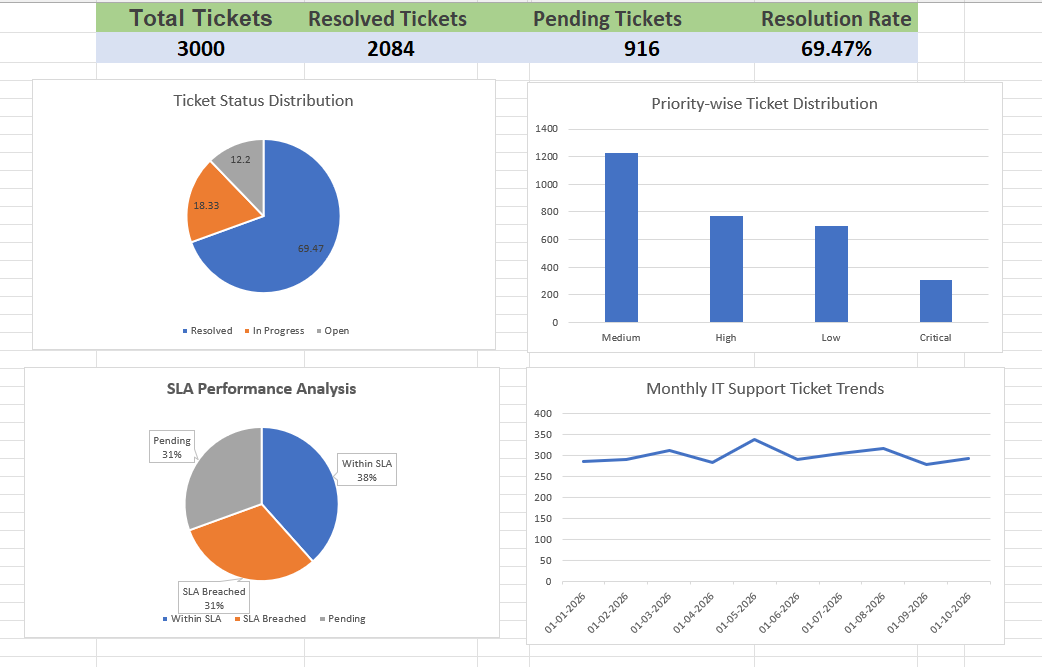 Total Tickets Resolved Tickets Pending Tickets Resolution Rate
3000 2084 916 69.47%
Ticket Status Distribution
12.2
18.33
69.47
Resolved In Progress Open
Priority-wise Ticket Distribution
1400
1200
1000
800
600
400
200
0
Medium High Low Critical
SLA Performance Analysis
Pending
31%
Within SLA
38%
SLA Breached
31%
Within SLA SLA Breached Pending
Monthly IT Support Ticket Trends
400
350
300
250
200
150
100
50
0
01-01-2026 01-02-2026 01-03-2026 01-04-2026 01-05-2026 01-06-2026 01-07-2026 01-08-2026 01-09-2026 01-10-2026